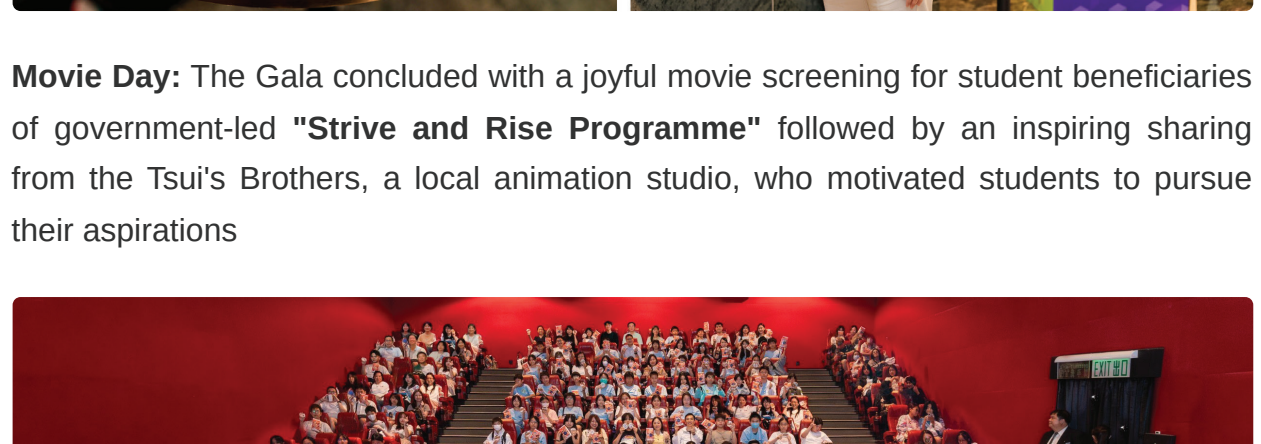 Movie Day: The Gala concluded with a joyful movie screening for student beneficiaries
of government-led "Strive and Rise Programme" followed by an inspiring sharing
from the Tsui's Brothers, a local animation studio, who motivated students to pursue
their aspirations
EXIT 出口